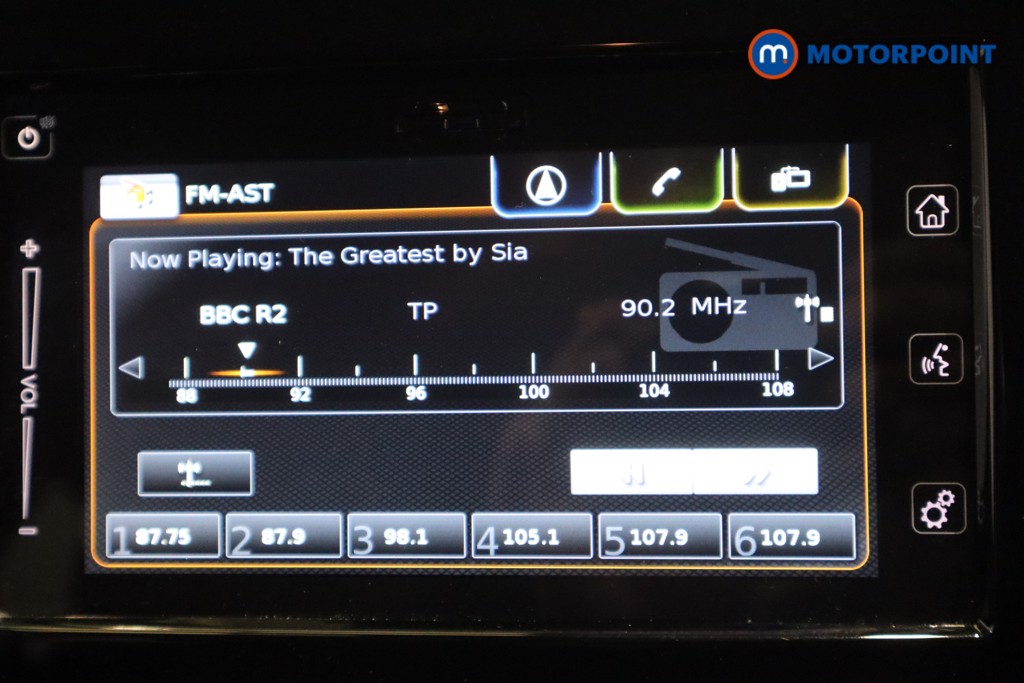 m MOTORPOINT
FM-AST
Now Playing: The Greatest by Sia
BBC R2 TP 90.2 MHz
88 92 96 100 104 108
+
VOL
1 87.75 2 87.9 3 98.1 4 105.1 5 107.9 6 107.9